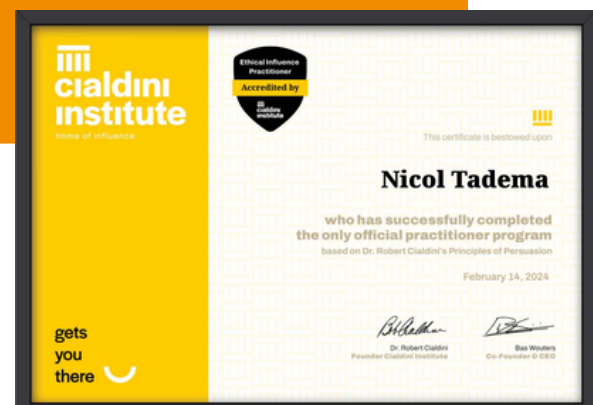 cialdini
institute
home of influence
Ethical Influence
Practitioner
Accredited by
cialdini
institute
This certificate is bestowed upon
Nicol Tadema
who has successfully completed
the only official practitioner program
based on Dr. Robert Cialdini's Principles of Persuasion
February 14, 2024
Dr. Robert Cialdini
Founder Cialdini Institute
Bas Wouters
Co-Founder & CEO
gets
you
there